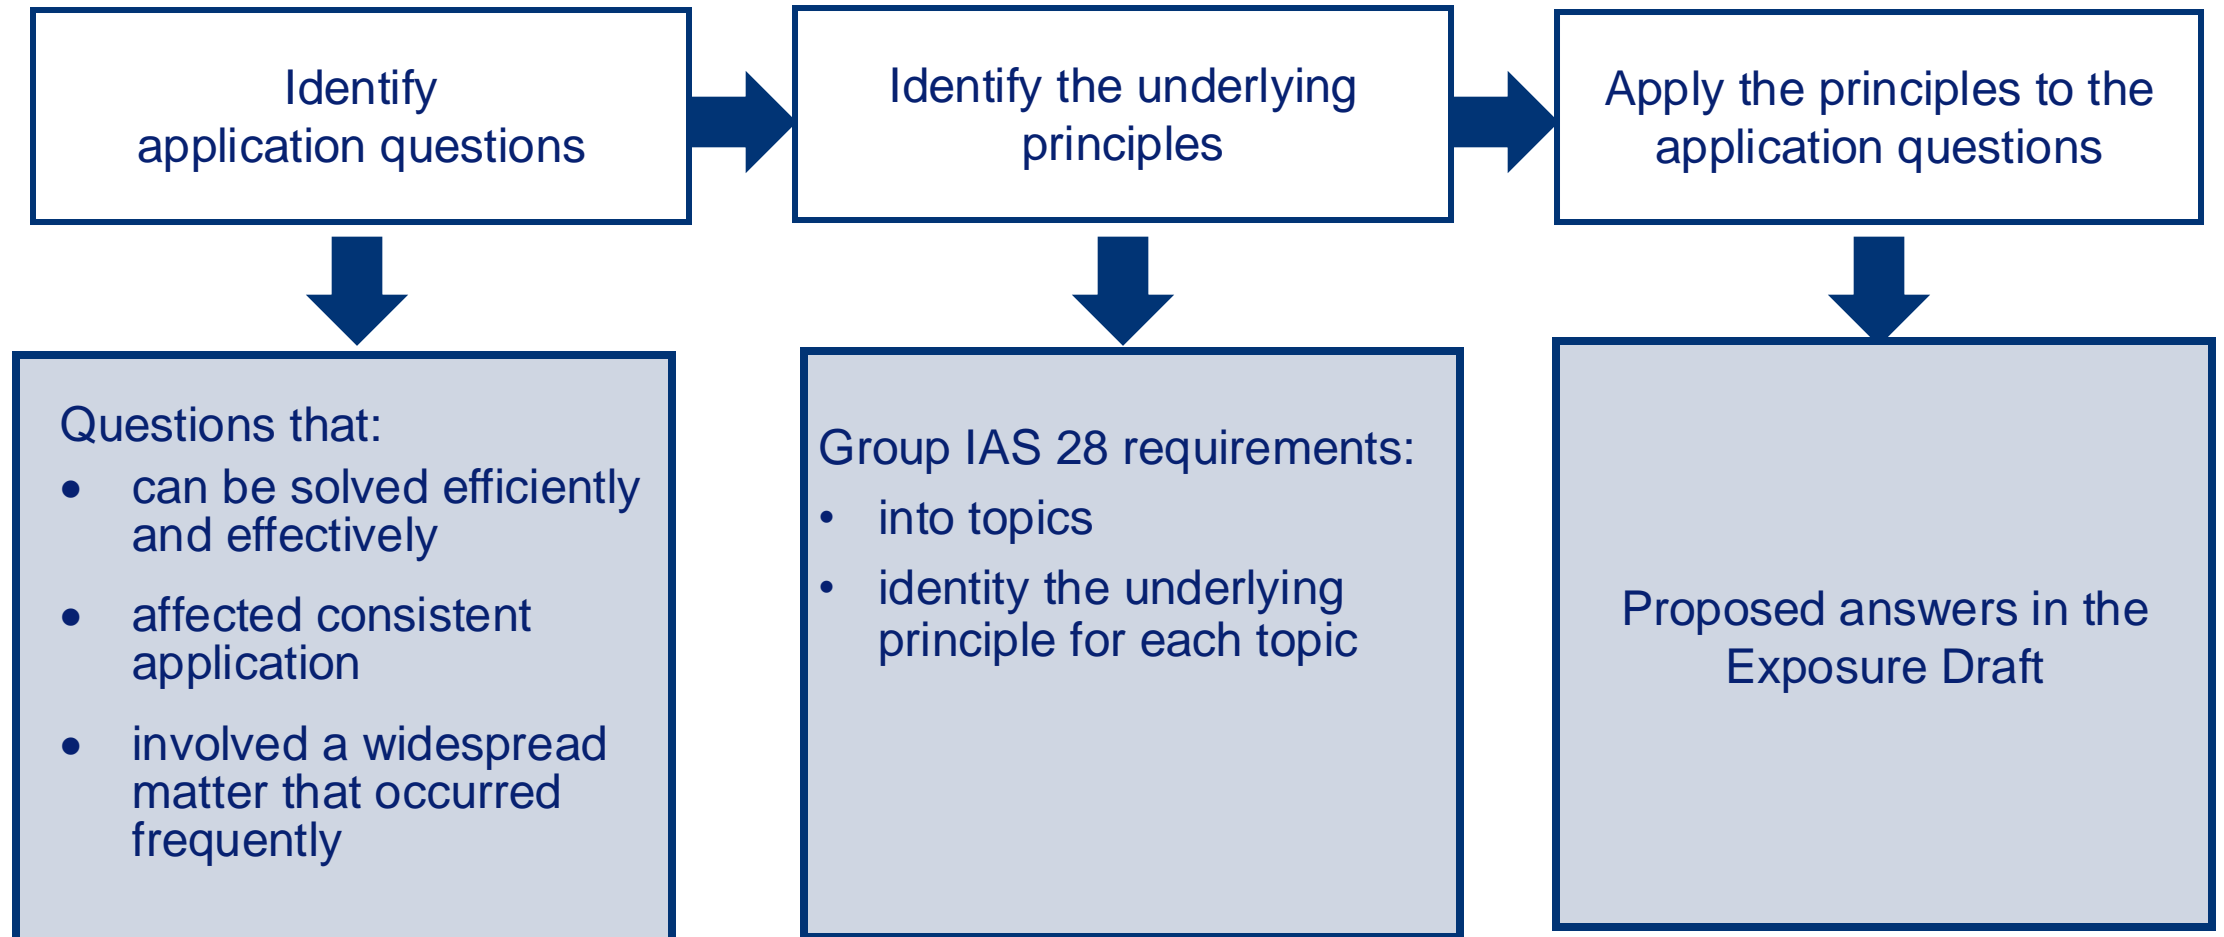 Identify
application questions
Identify the underlying
principles
Apply the principles to the
application questions
Questions that:
• can be solved efficiently
and effectively
• affected consistent
application
• involved a widespread
matter that occurred
frequently
Group IAS 28 requirements:
• into topics
• identity the underlying
principle for each topic
Proposed answers in the
Exposure Draft